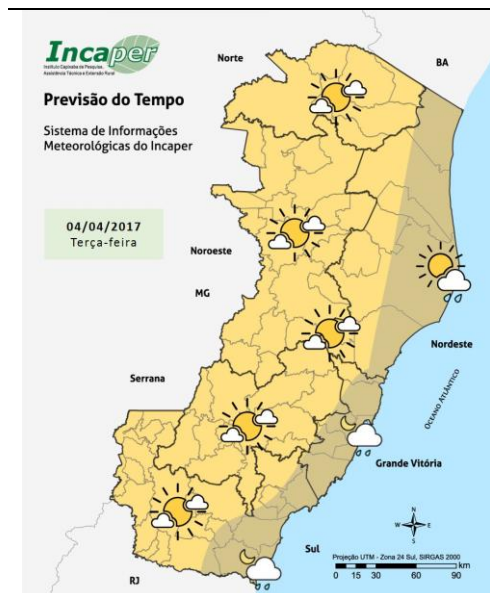 Incaper
Instituto Capixaba de Pesquisa,
Assistência Técnica e Extensão Rural
Previsão do Tempo
Sistema de Informações
Meteorológicas do Incaper
04/04/2017
Terça-feira
Norte
BA
Noroeste
MG
Nordeste
Serrana
OCEANO ATLÂNTICO
Grande Vitória
Sul
RJ
N
W
E
S
Projeção UTM - Zona 24 Sul, SIRGAS 2000
km
0 15 30 60 90